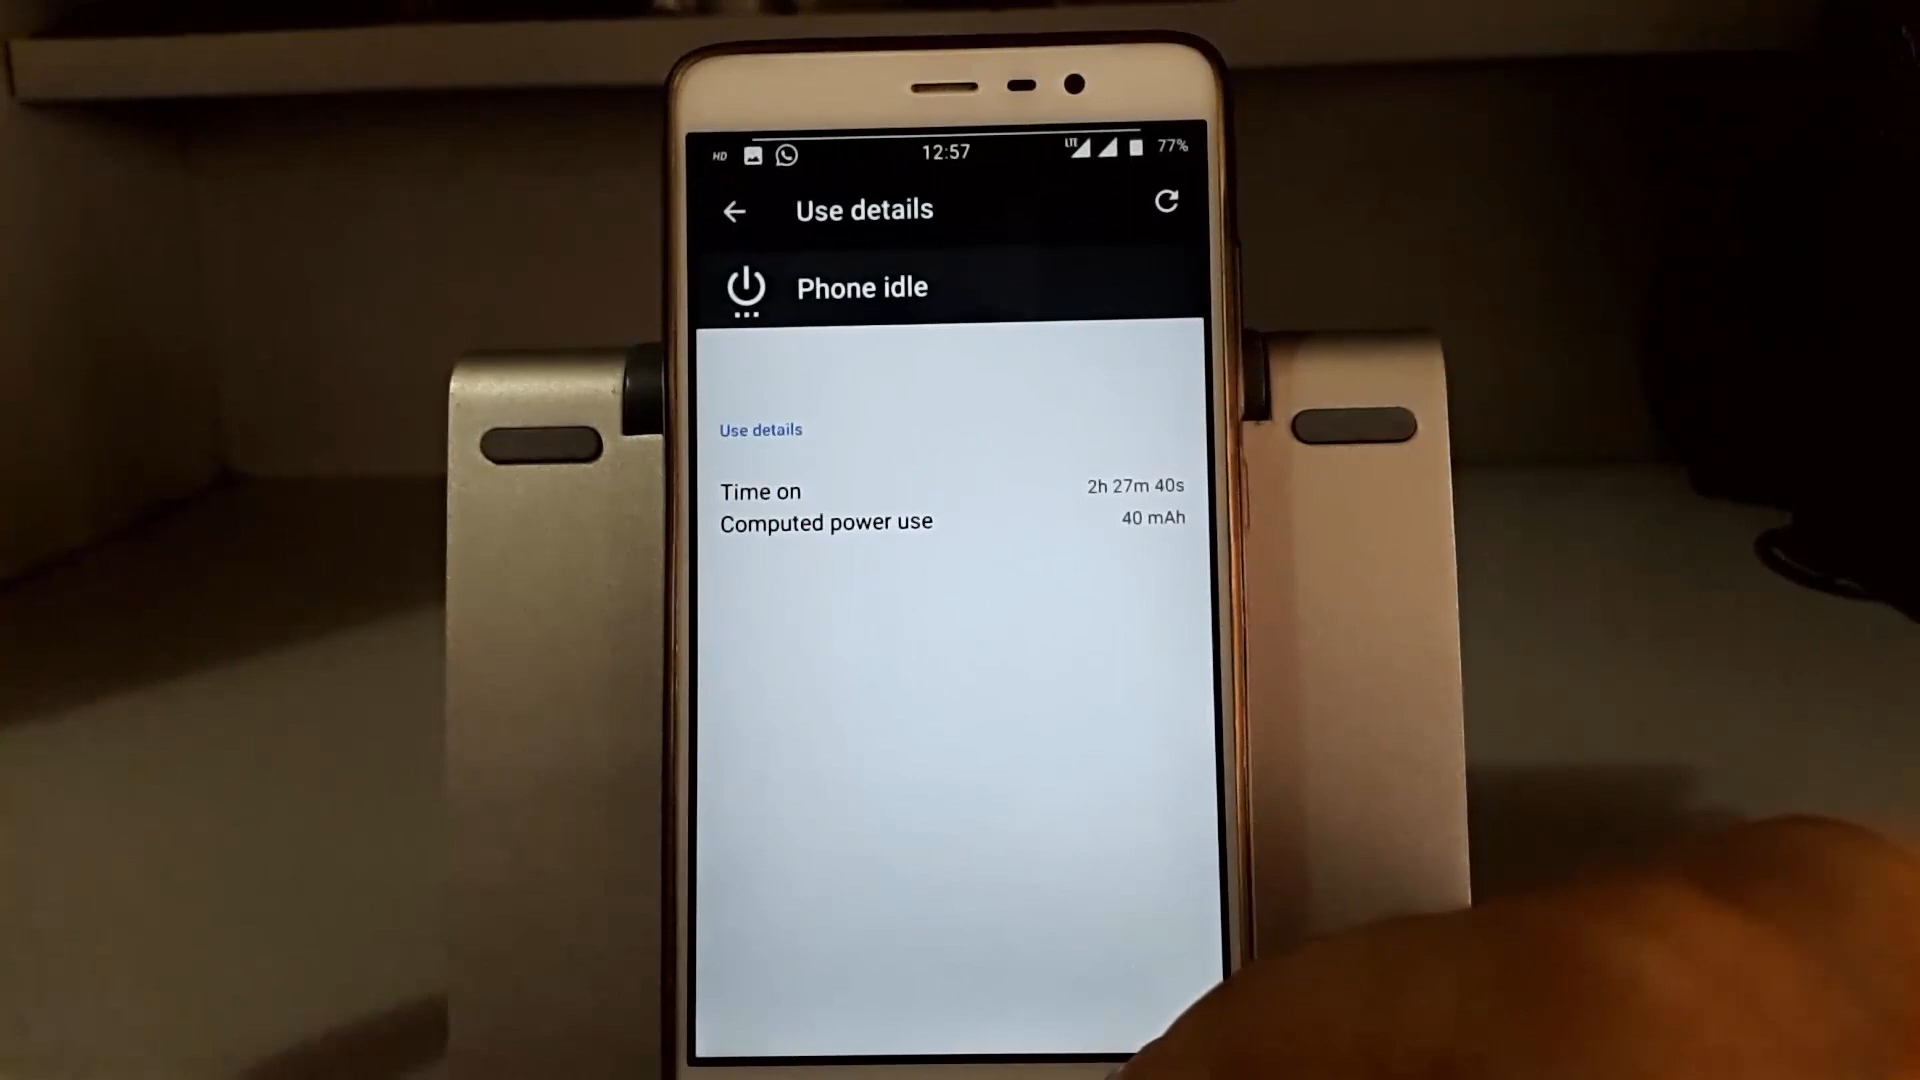 HD 12:57 LTE 77%
Use details
Phone idle
Use details
Time on 2h 27m 40s
Computed power use 40 mAh